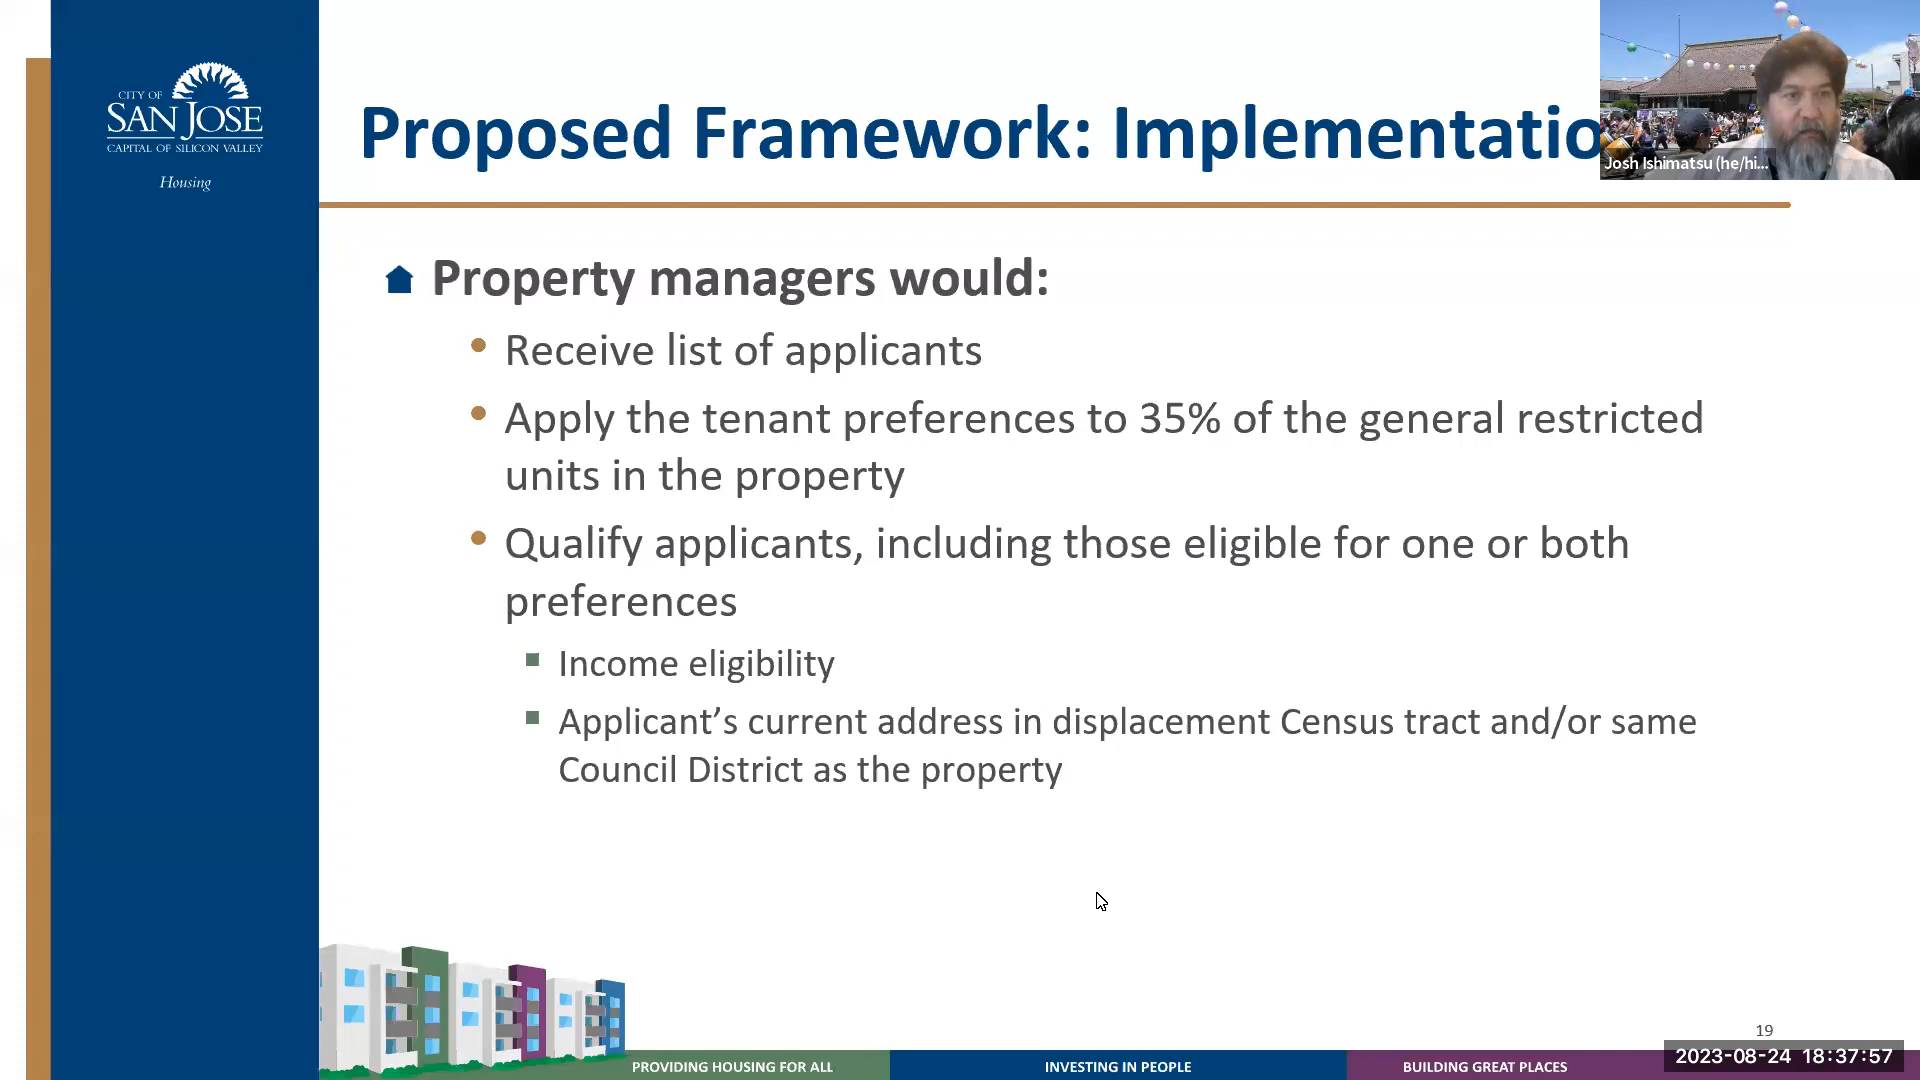 CITY OF
SAN JOSE
CAPITAL OF SILICON VALLEY
Housing
Proposed Framework: Implementatio
Josh Ishimatsu (he/hi...
Property managers would:
Receive list of applicants
Apply the tenant preferences to 35% of the general restricted
units in the property
Qualify applicants, including those eligible for one or both
preferences
Income eligibility
Applicant’s current address in displacement Census tract and/or same
Council District as the property
19
PROVIDING HOUSING FOR ALL
INVESTING IN PEOPLE
BUILDING GREAT PLACES
2023-08-24 18:37:57